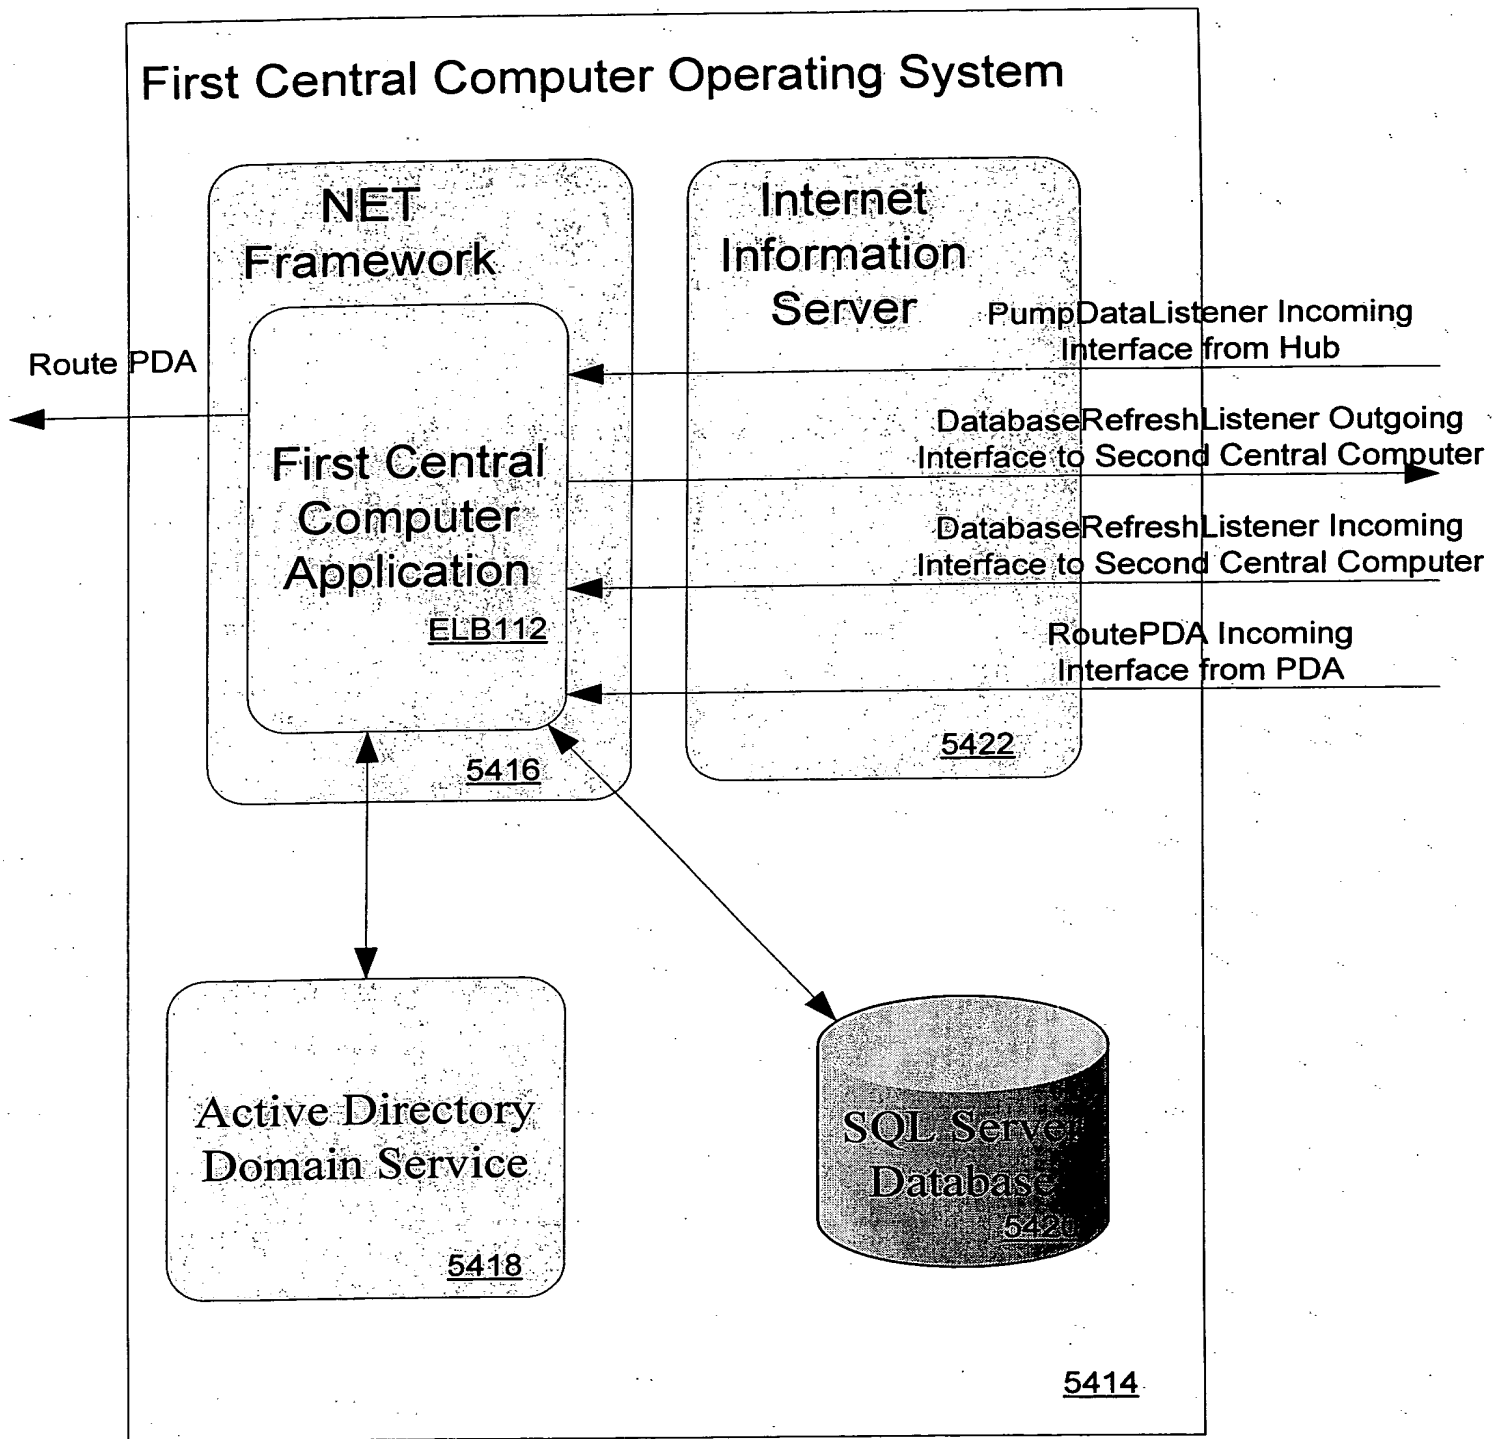 First Central Computer Operating System
NET
Framework
Internet
Information
Server
PumpDataListener Incoming
Interface from Hub
Route PDA
DatabaseRefreshListener Outgoing
Interface to Second Central Computer
First Central
Computer
Application
ELB112
DatabaseRefreshListener Incoming
Interface to Second Central Computer
RoutePDA Incoming
Interface from PDA
5422
5416
Active Directory
Domain Service
5418
SQL Server
Database
5420
5414